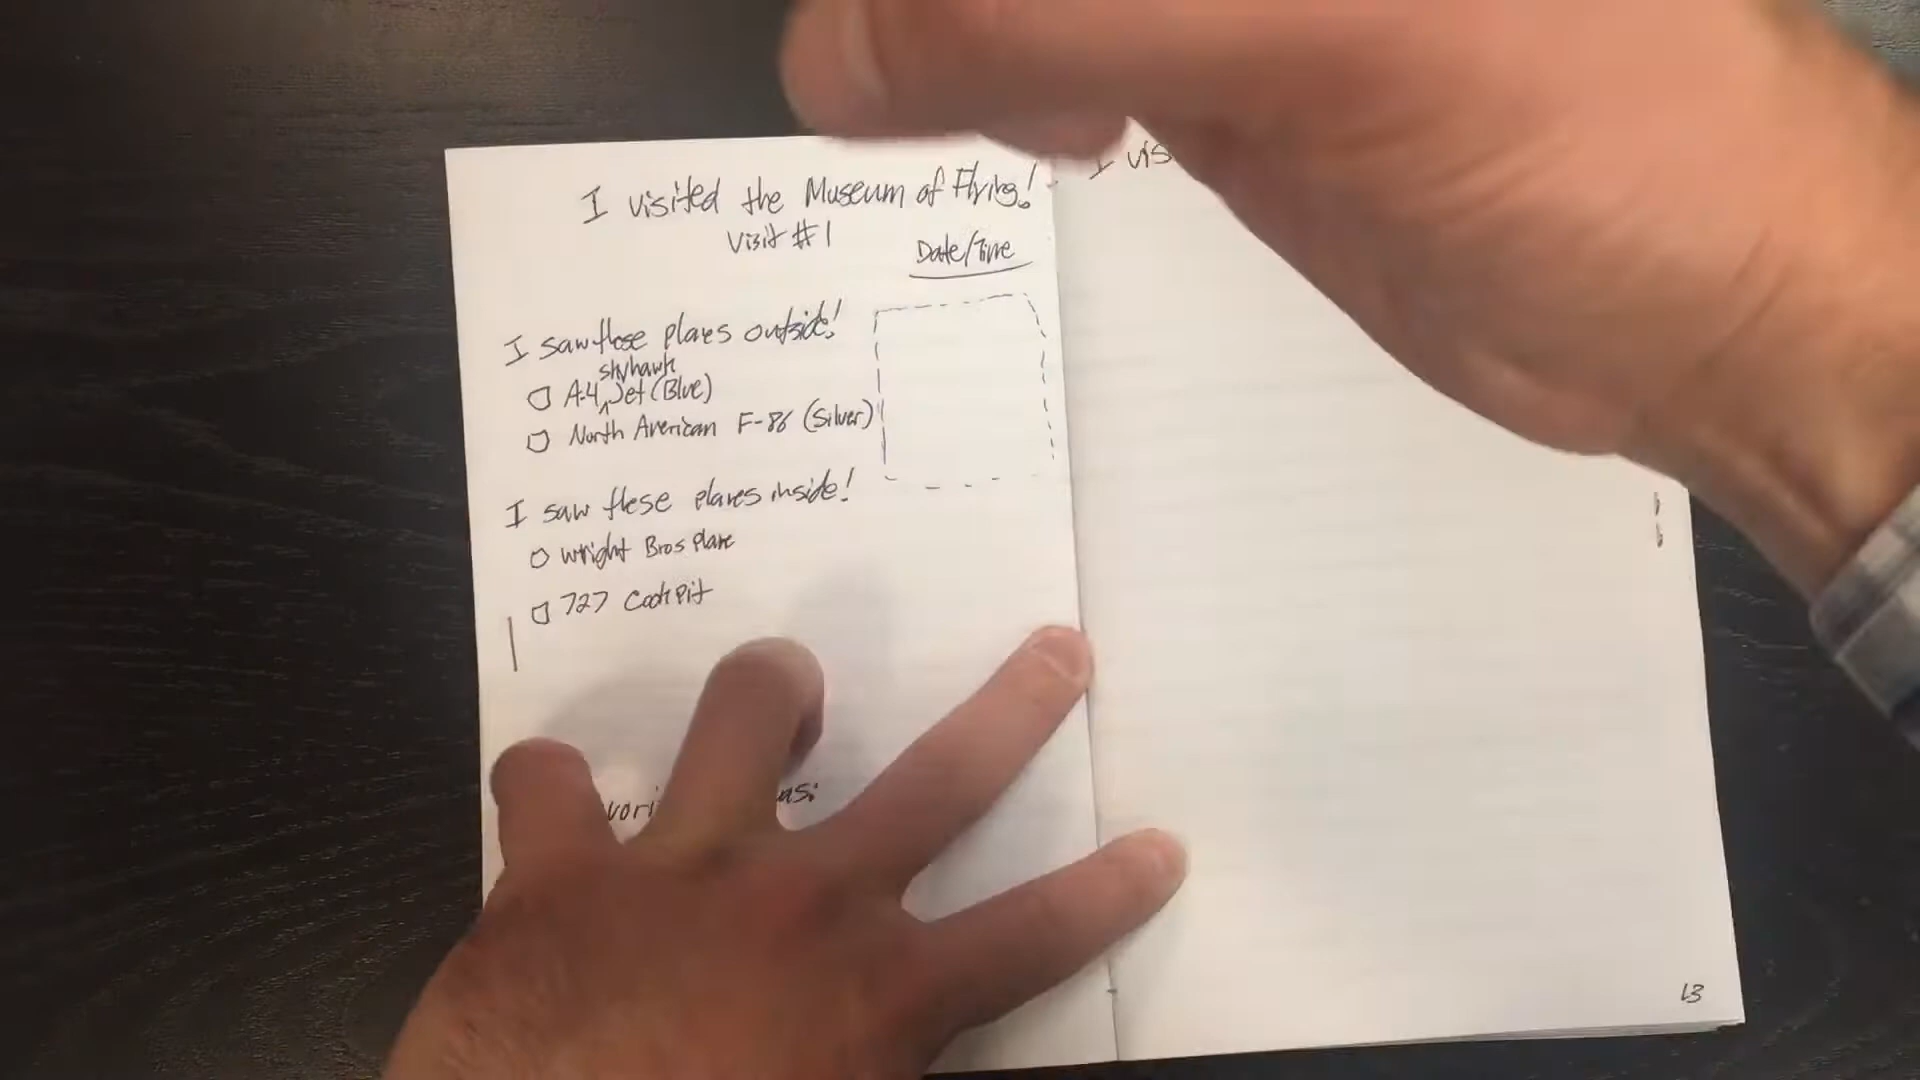 I visited the Museum of Flying!
Visit #1
Date/Time
I saw these planes outside!
skyhawk
A-4 Jet (Blue)
North American F-86 (Silver)
I saw these planes inside!
Wright Bros Plane
727 CockPit
I vis
13